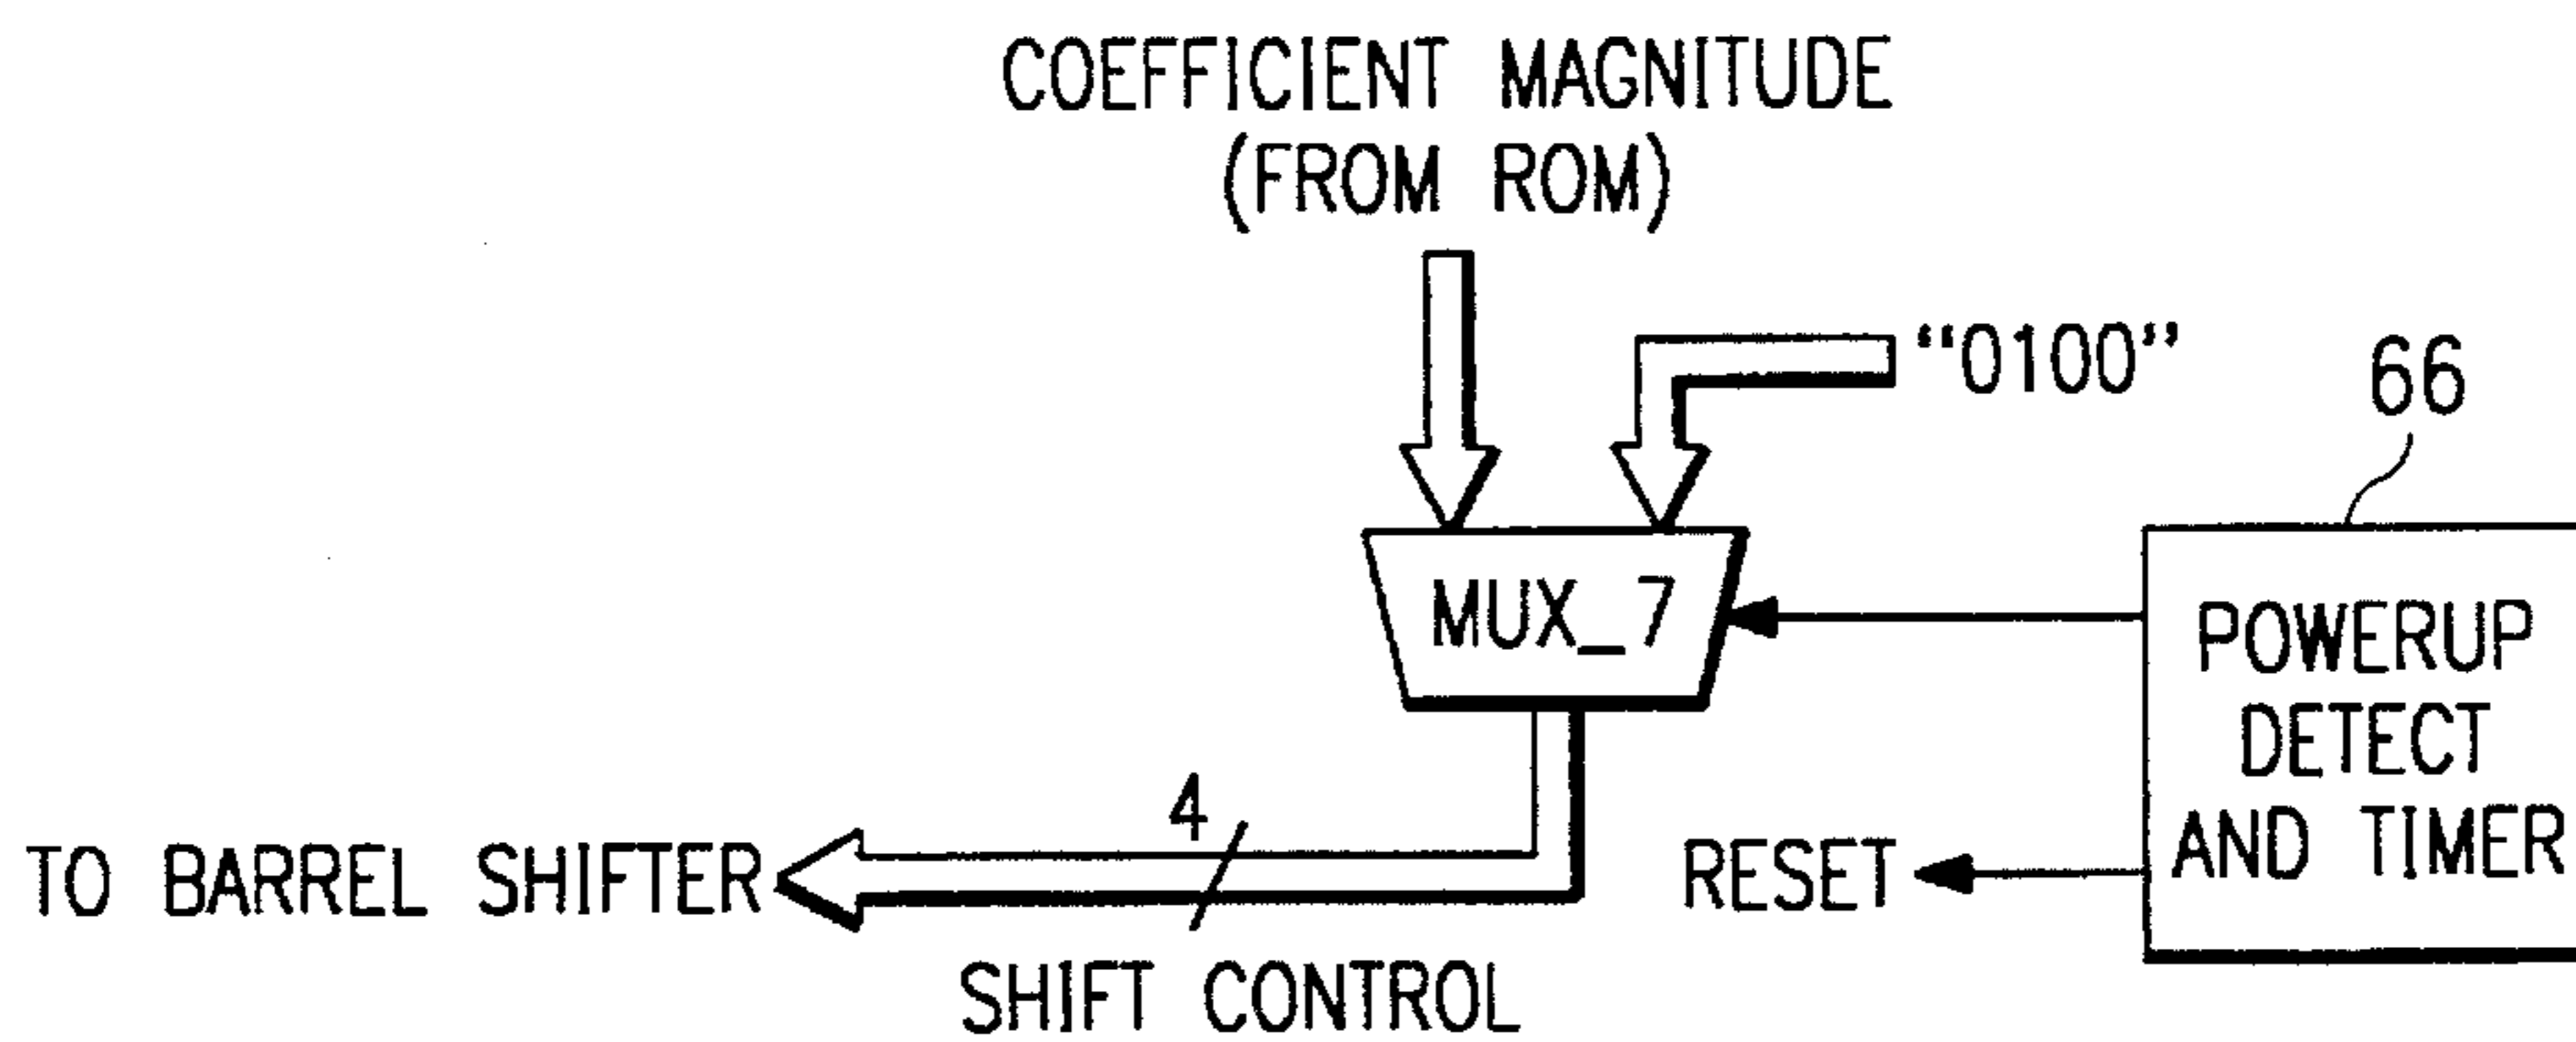 COEFFICIENT MAGNITUDE
(FROM ROM)
“0100”
66
MUX_7
POWERUP
DETECT
AND TIMER
4
TO BARREL SHIFTER
RESET
SHIFT CONTROL